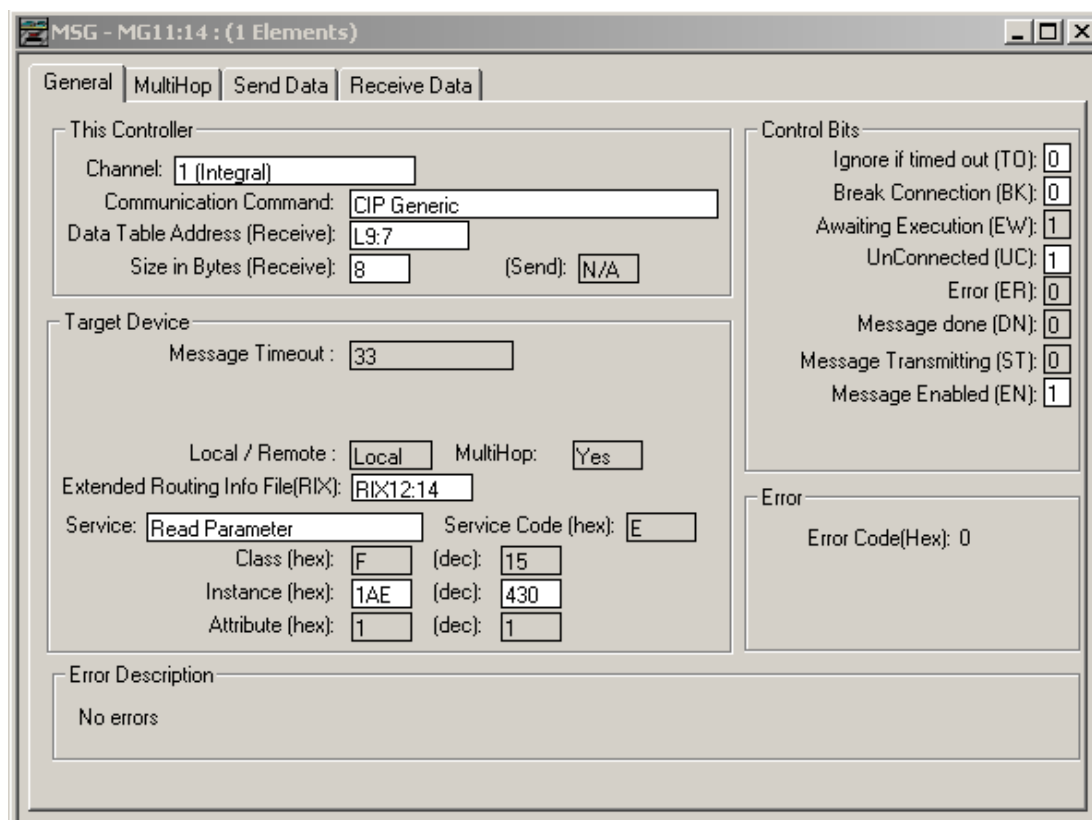 MSG - MG11:14 : (1 Elements)
General MultiHop Send Data Receive Data
This Controller
Channel: 1 (Integral)
Communication Command: CIP Generic
Data Table Address (Receive): L9:7
Size in Bytes (Receive): 8 (Send): N/A
Target Device
Message Timeout : 33
Local / Remote : Local MultiHop: Yes
Extended Routing Info File(RIX): RIX12:14
Service: Read Parameter Service Code (hex): E
Class (hex): F (dec): 15
Instance (hex): 1AE (dec): 430
Attribute (hex): 1 (dec): 1
Control Bits
Ignore if timed out (TO): 0
Break Connection (BK): 0
Awaiting Execution (EW): 1
UnConnected (UC): 1
Error (ER): 0
Message done (DN): 0
Message Transmitting (ST): 0
Message Enabled (EN): 1
Error
Error Code(Hex): 0
Error Description
No errors